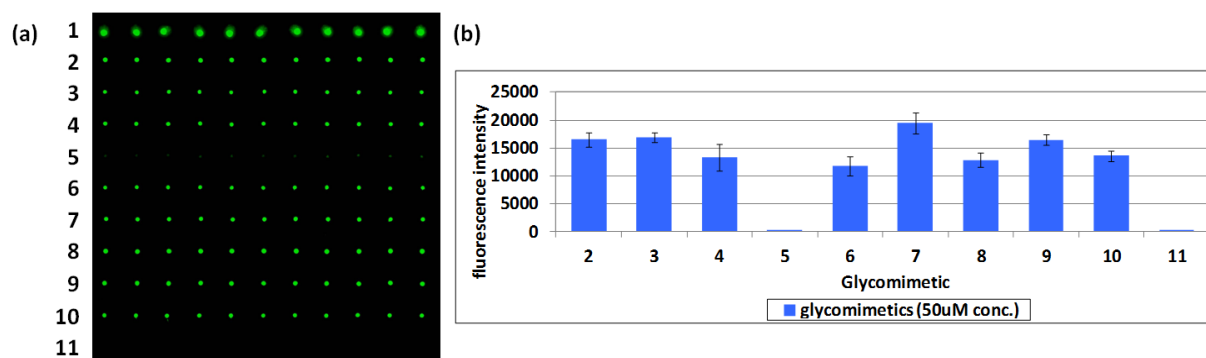 (a)
1
2
3
4
5
6
7
8
9
10
11
(b)
fluorescence intensity
25000
20000
15000
10000
5000
0
2 3 4 5 6 7 8 9 10 11
Glycomimetic
glycomimetics (50uM conc.)